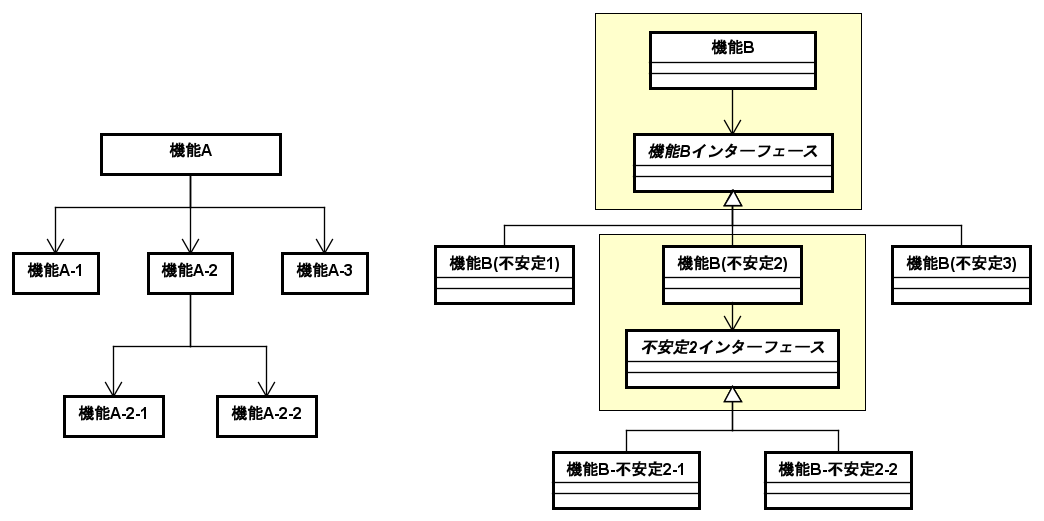 機能A
機能A-1
機能A-2
機能A-3
機能A-2-1
機能A-2-2
機能B
機能Bインターフェース
機能B(不安定1)
機能B(不安定2)
機能B(不安定3)
不安定2インターフェース
機能B-不安定2-1
機能B-不安定2-2